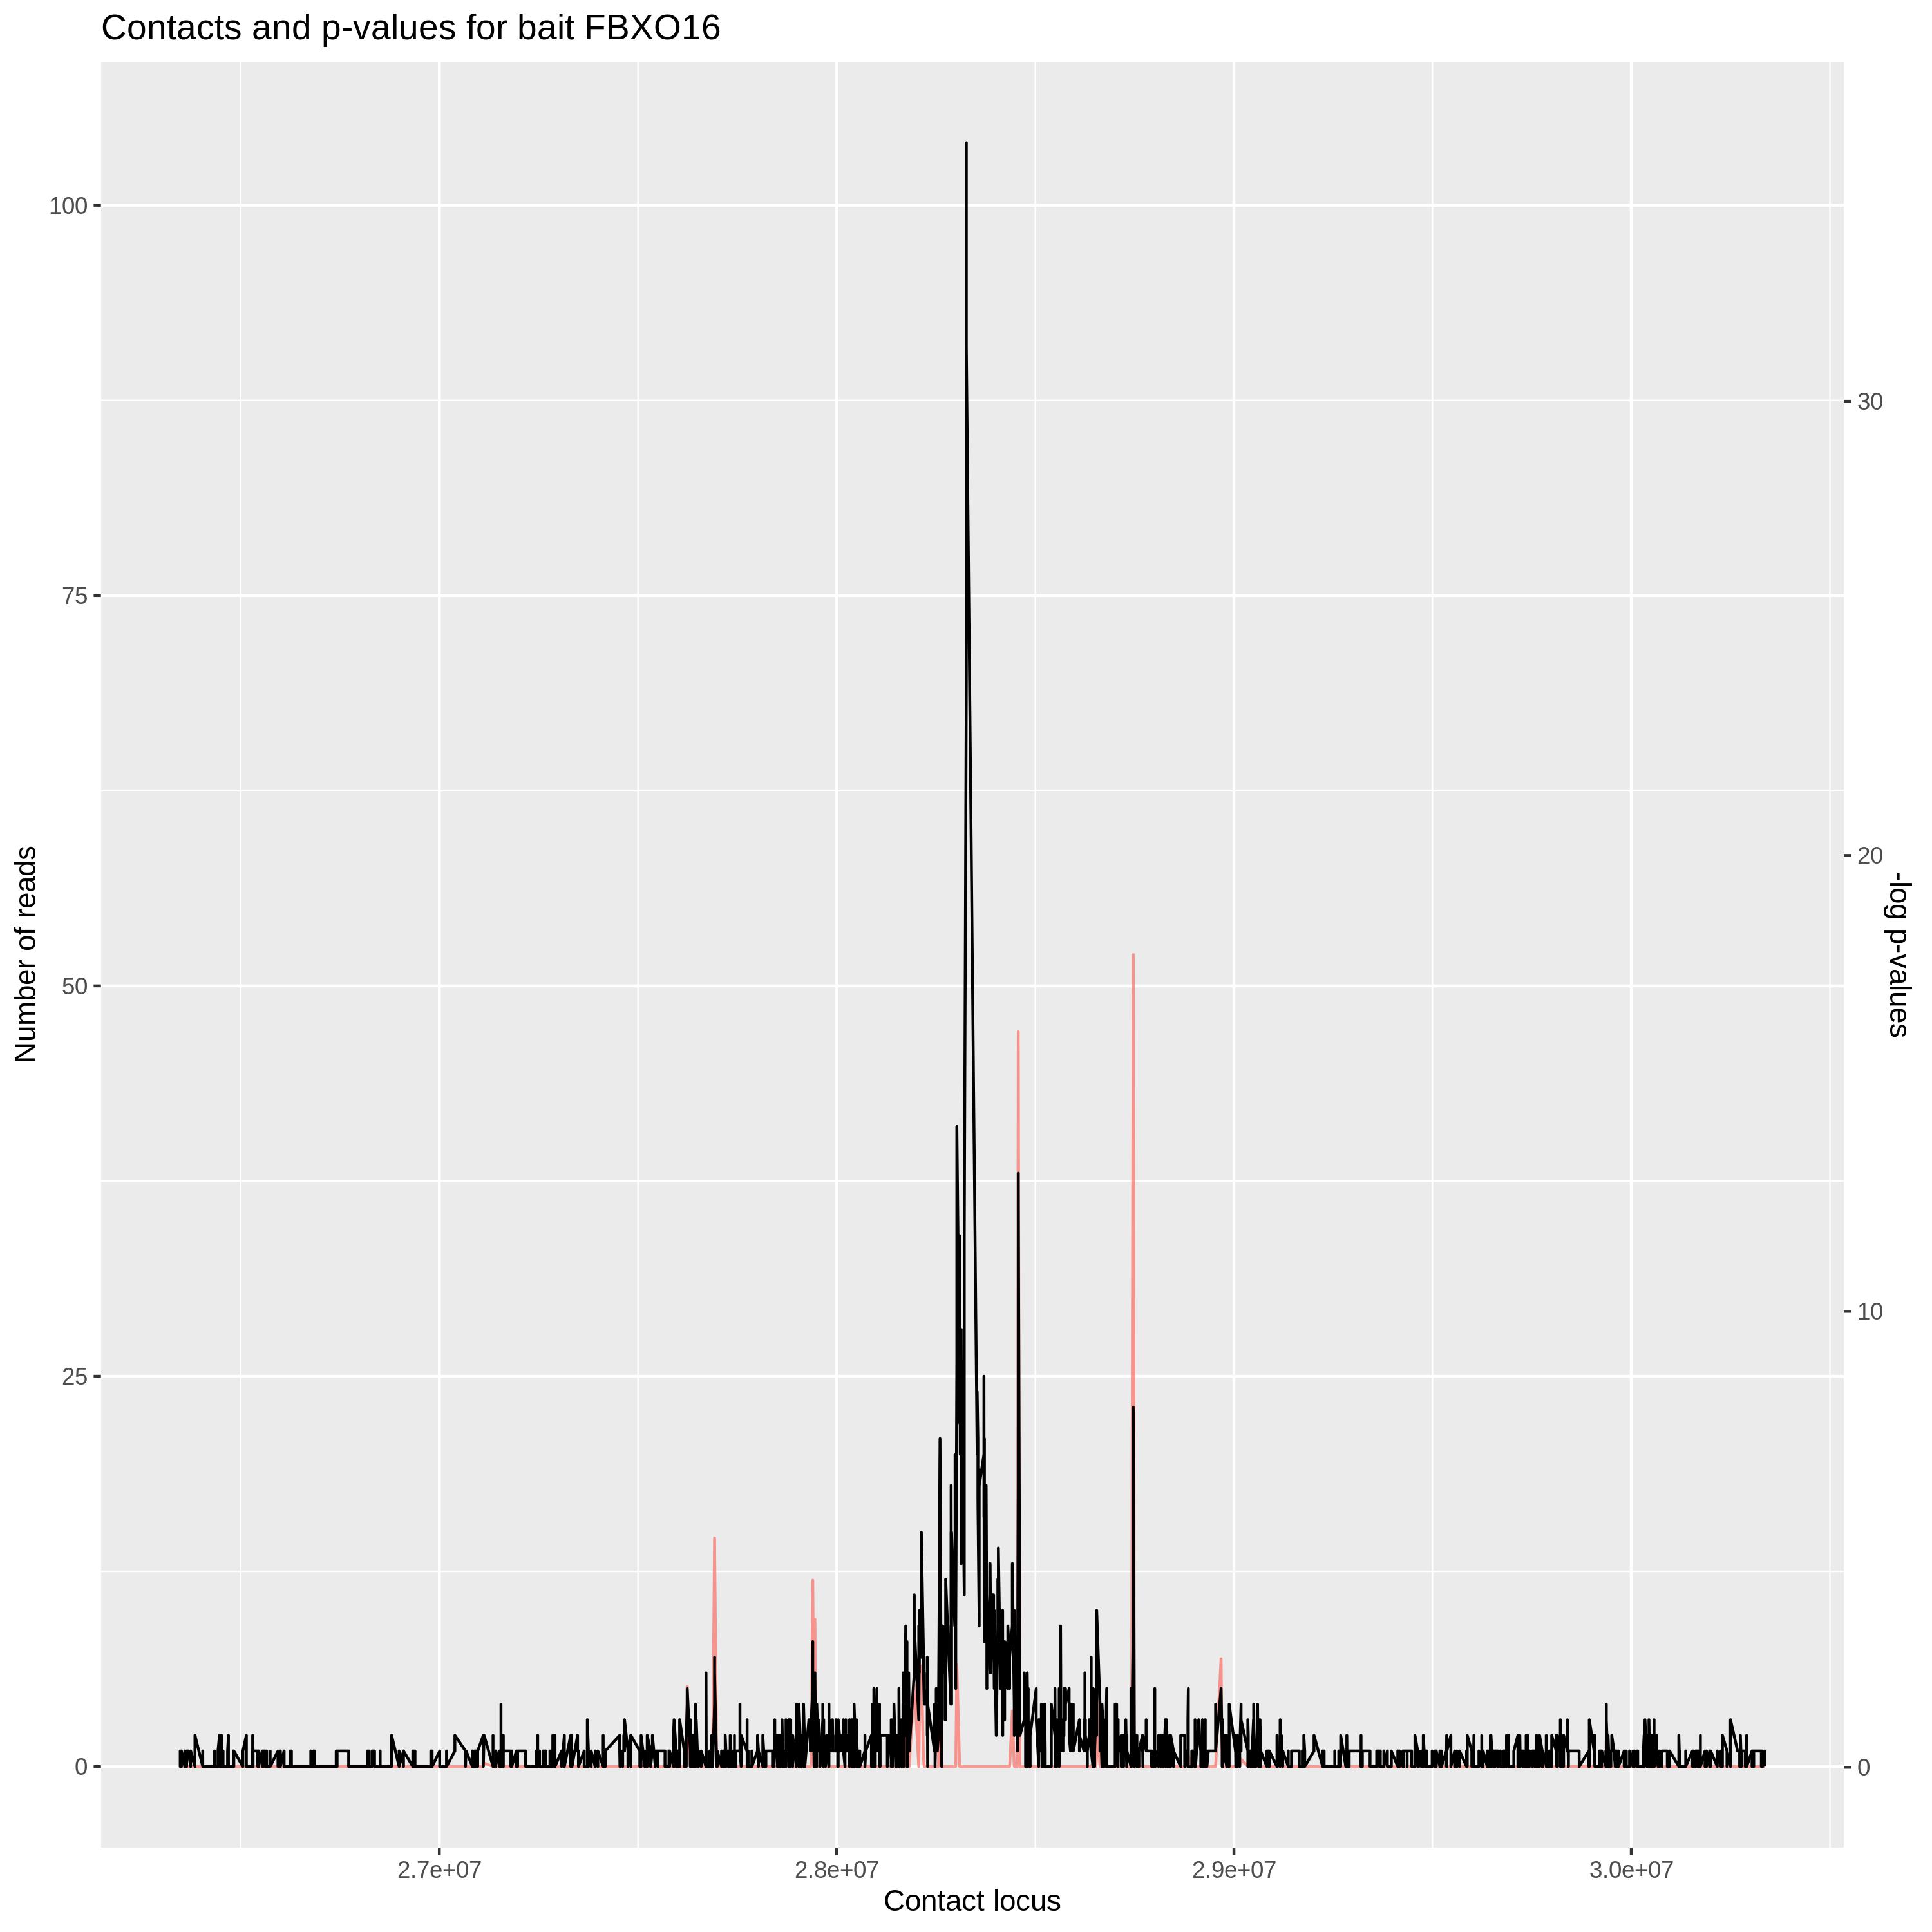 Contacts and p-values for bait FBXO16
100
75
50
25
0
Number of reads
30
20
10
0
-log p-values
2.7e+07
2.8e+07
2.9e+07
3.0e+07
Contact locus